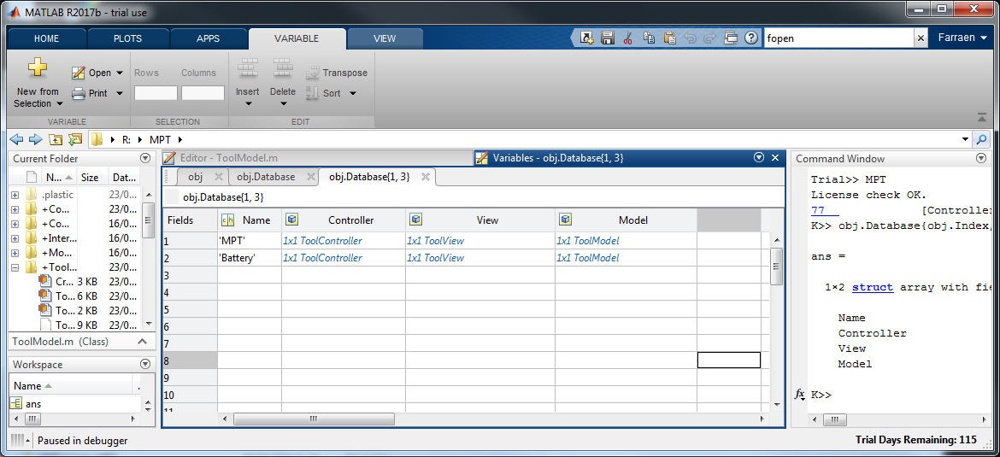 MATLAB R2017b - trial use
HOME PLOTS APPS VARIABLE VIEW fopen Farraen
New from Selection Open Print Rows Columns Insert Delete Transpose Sort
VARIABLE SELECTION EDIT
R: MPT
Current Folder
N... Size Dat...
.plastic 23/0...
+Co... 16/0...
+Co... 23/0...
+Inter... 16/0...
+Mo... 16/0...
+Tool... 23/0...
Cr... 3 KB 23/0...
To... 6 KB 23/0...
To... 2 KB 23/0...
To... 9 KB 23/0...
ToolModel.m (Class)
Workspace
Name
ans
Editor - ToolModel.m Variables - obj.Database{1, 3}
obj obj.Database obj.Database{1, 3}
obj.Database{1, 3}
Fields Name Controller View Model
1 'MPT' 1x1 ToolController 1x1 ToolView 1x1 ToolModel
2 'Battery' 1x1 ToolController 1x1 ToolView 1x1 ToolModel
3
4
5
6
7
8
9
10
11
Command Window
Trial>> MPT
License check OK.
77 [Controller
K>> obj.Database{obj.Index,
ans =
1×2 struct array with fie
Name
Controller
View
Model
fx K>>
Paused in debugger
Trial Days Remaining: 115